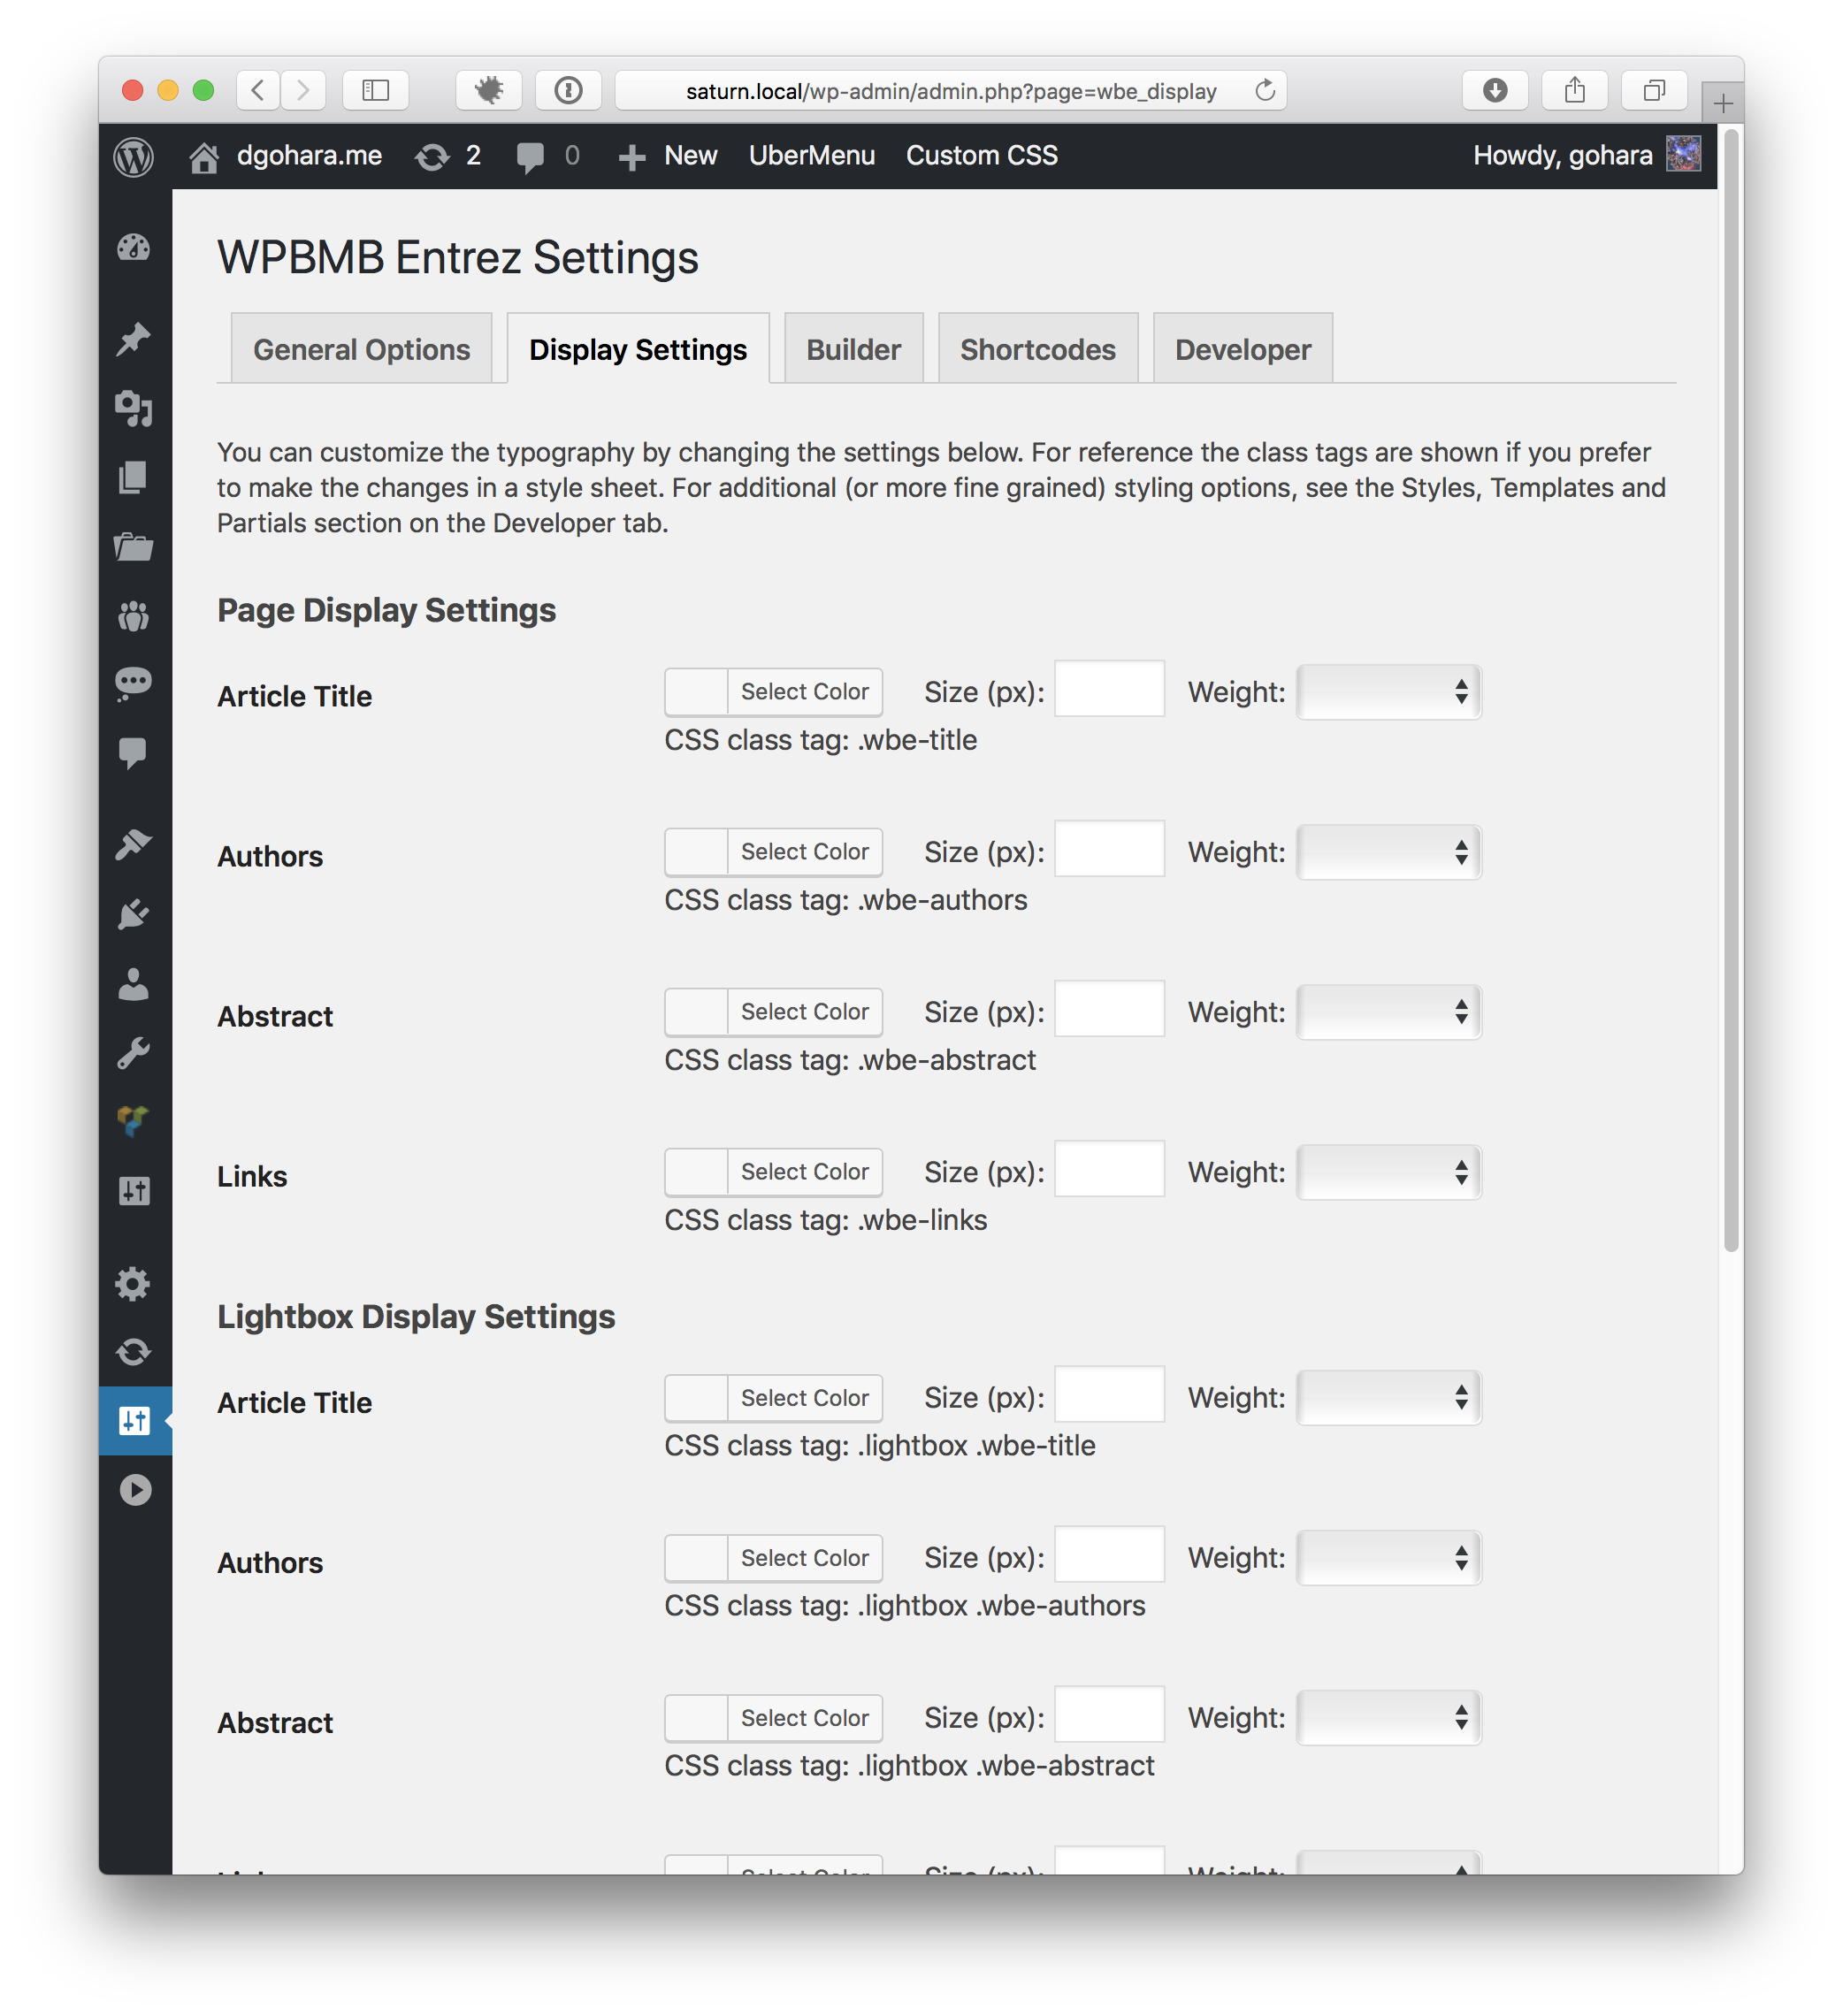 saturn.local/wp-admin/admin.php?page=wbe_display
dgohara.me 2 0 New UberMenu Custom CSS Howdy, gohara
WPBMB Entrez Settings
General Options Display Settings Builder Shortcodes Developer
You can customize the typography by changing the settings below. For reference the class tags are shown if you prefer
to make the changes in a style sheet. For additional (or more fine grained) styling options, see the Styles, Templates and
Partials section on the Developer tab.
Page Display Settings
Article Title Select Color Size (px): Weight:
CSS class tag: .wbe-title
Authors Select Color Size (px): Weight:
CSS class tag: .wbe-authors
Abstract Select Color Size (px): Weight:
CSS class tag: .wbe-abstract
Links Select Color Size (px): Weight:
CSS class tag: .wbe-links
Lightbox Display Settings
Article Title Select Color Size (px): Weight:
CSS class tag: .lightbox .wbe-title
Authors Select Color Size (px): Weight:
CSS class tag: .lightbox .wbe-authors
Abstract Select Color Size (px): Weight:
CSS class tag: .lightbox .wbe-abstract